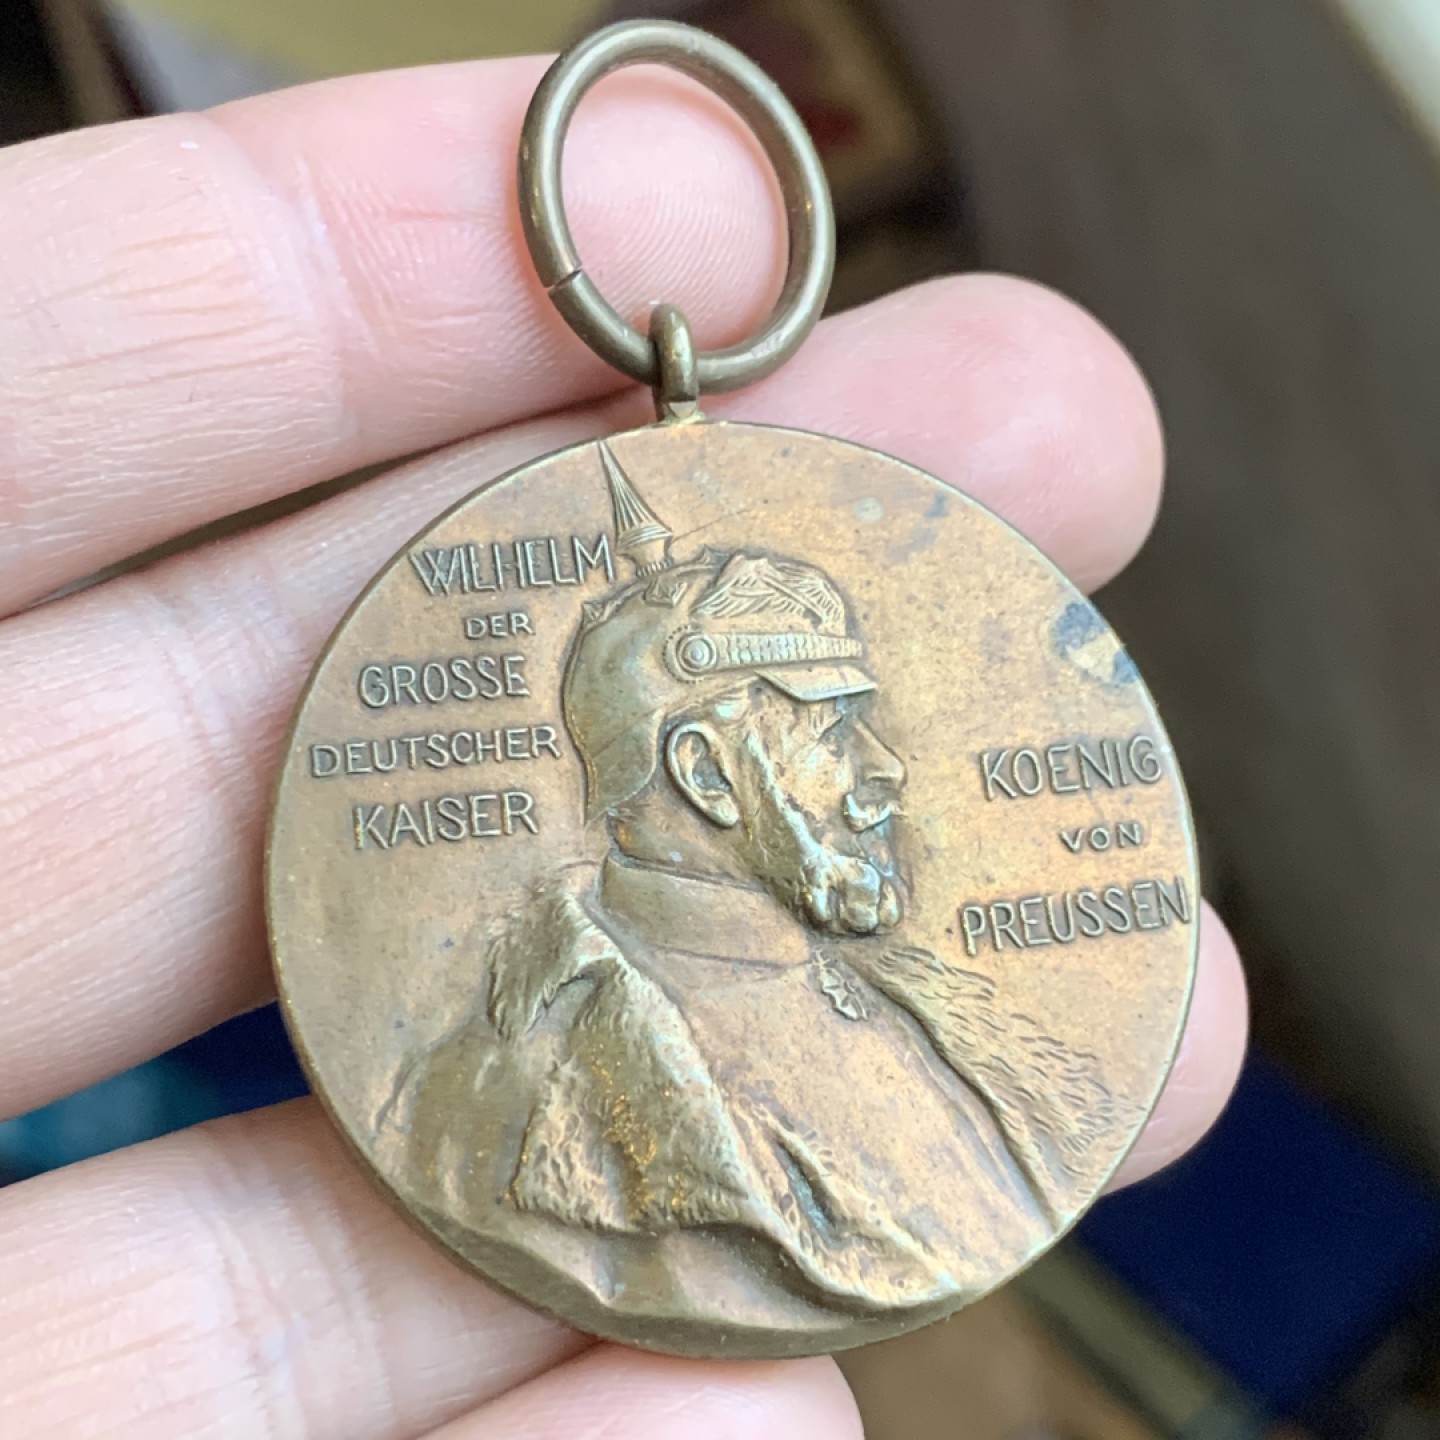 WILHELM
DER
GROSSE
DEUTSCHER
KAISER
KOENIG
VON
PREUSSEN